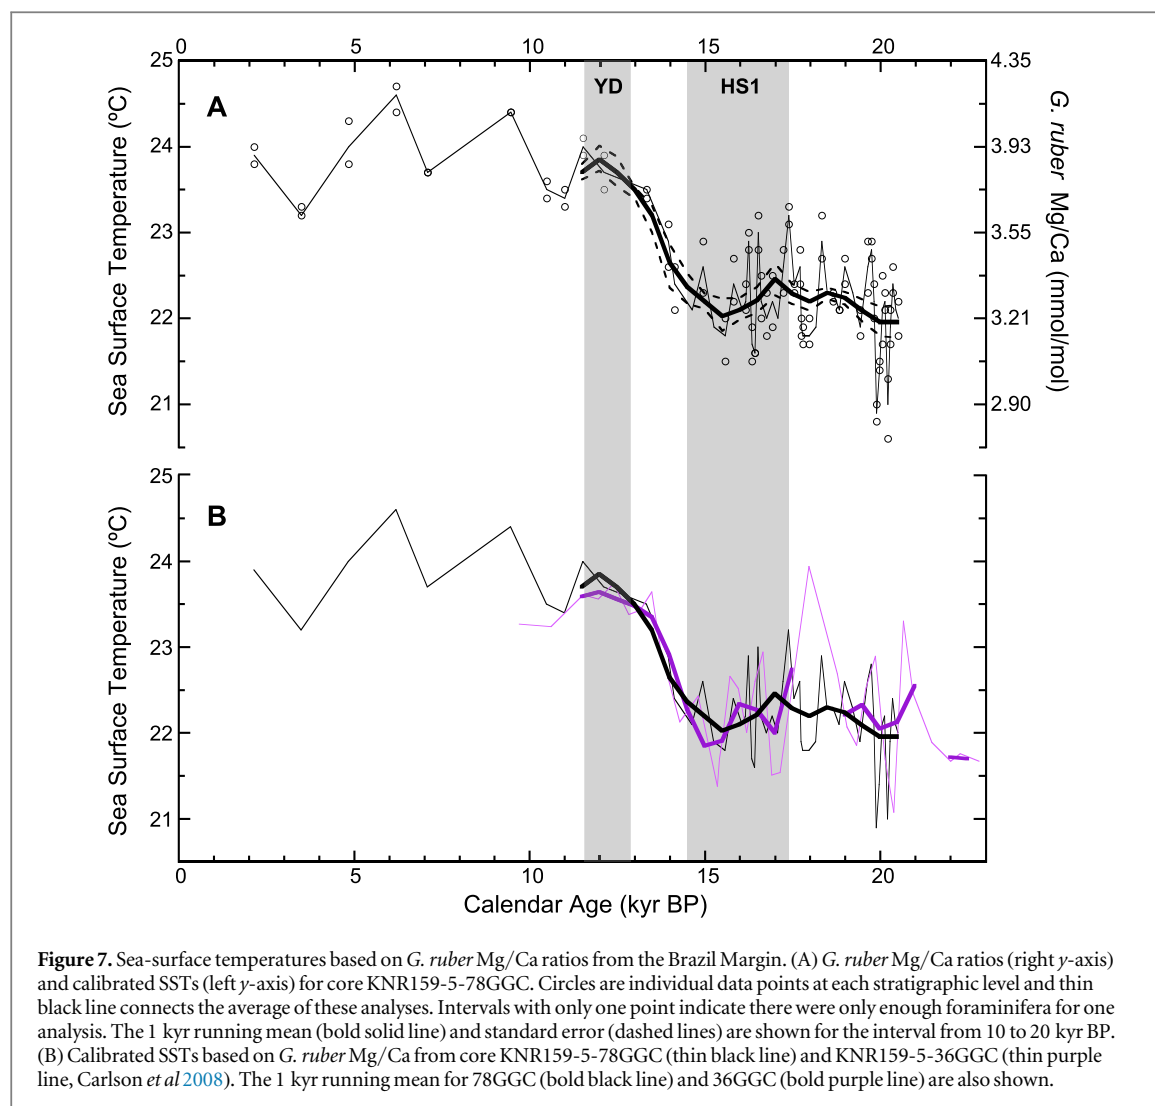 0 5 10 15 20
25 4.35
YD HS1
A
24 3.93
23 3.55
22 3.21
21 2.90
Sea Surface Temperature (ºC)
G. ruber Mg/Ca (mmol/mol)
25
B
24
23
22
21
Sea Surface Temperature (ºC)
0 5 10 15 20
Calendar Age (kyr BP)
Figure 7. Sea-surface temperatures based on G. ruber Mg/Ca ratios from the Brazil Margin. (A) G. ruber Mg/Ca ratios (right y-axis)
and calibrated SSTs (left y-axis) for core KNR159-5-78GGC. Circles are individual data points at each stratigraphic level and thin
black line connects the average of these analyses. Intervals with only one point indicate there were only enough foraminifera for one
analysis. The 1 kyr running mean (bold solid line) and standard error (dashed lines) are shown for the interval from 10 to 20 kyr BP.
(B) Calibrated SSTs based on G. ruber Mg/Ca from core KNR159-5-78GGC (thin black line) and KNR159-5-36GGC (thin purple
line, Carlson et al 2008). The 1 kyr running mean for 78GGC (bold black line) and 36GGC (bold purple line) are also shown.